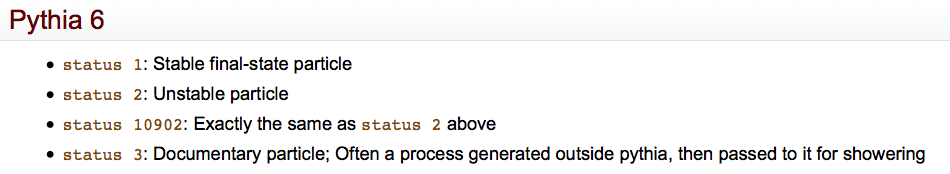 Pythia 6
• status 1: Stable final-state particle
• status 2: Unstable particle
• status 10902: Exactly the same as status 2 above
• status 3: Documentary particle; Often a process generated outside pythia, then passed to it for showering